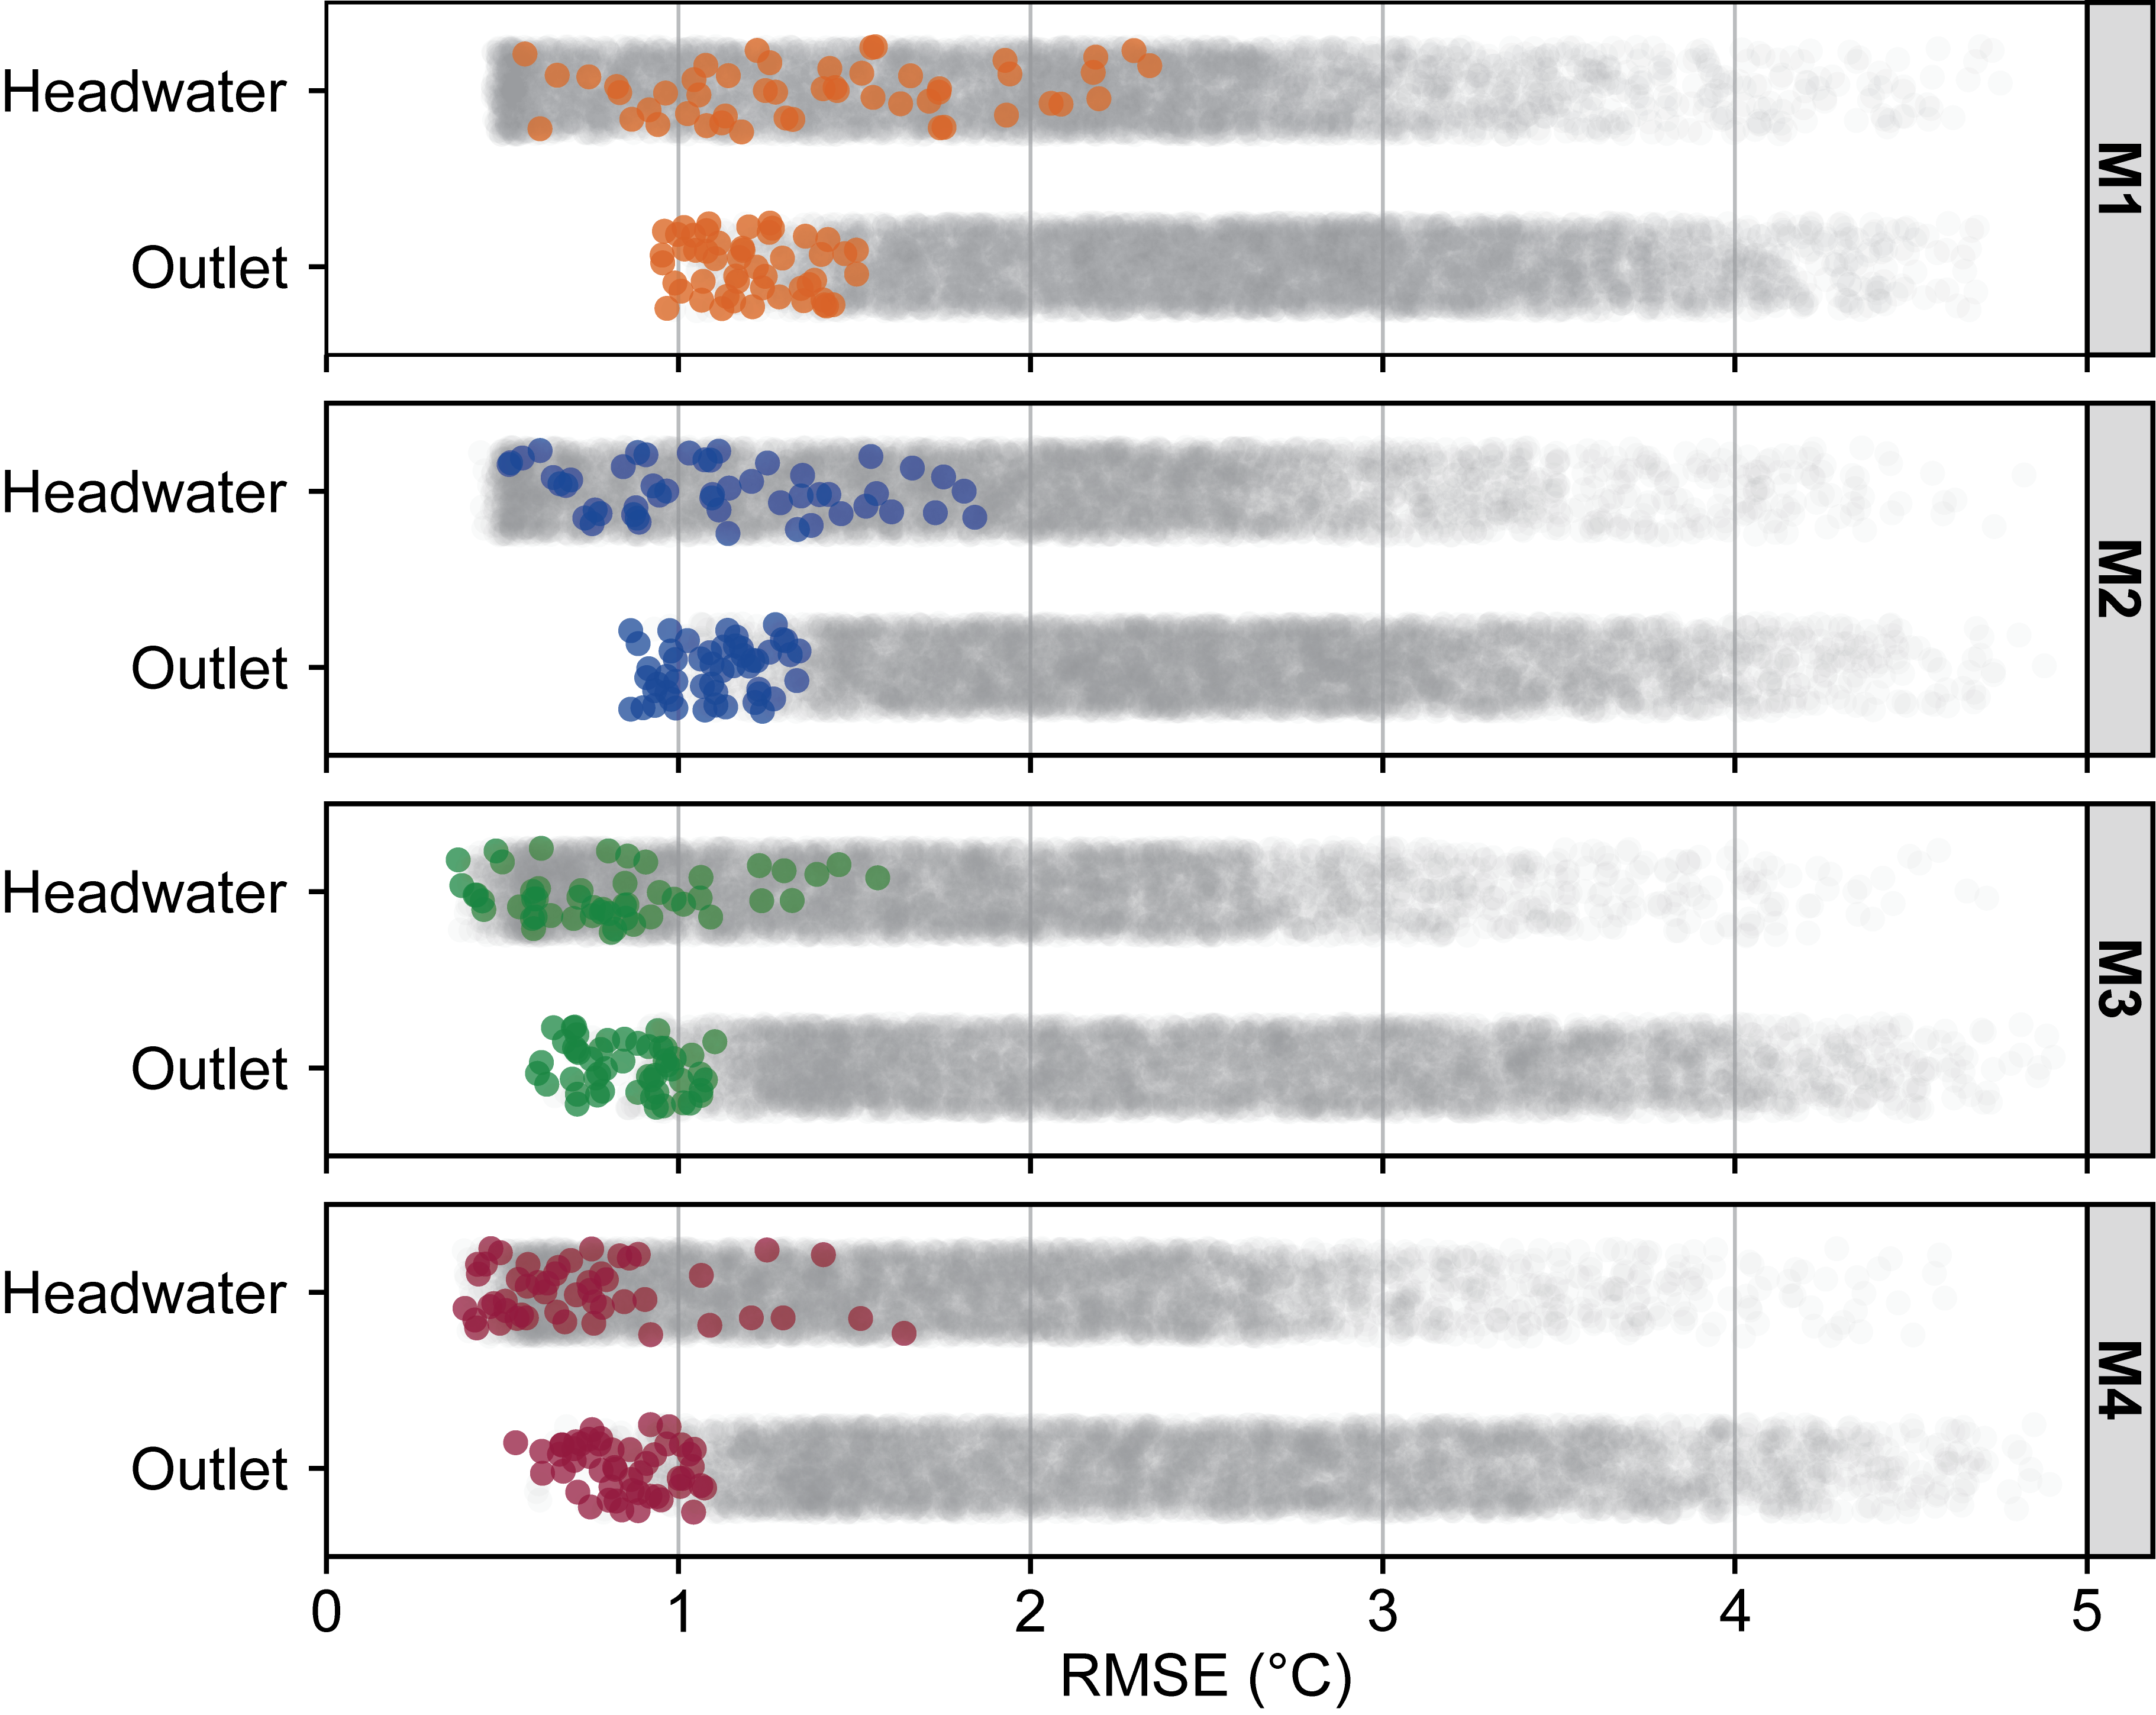 Headwater
Outlet
M1
Headwater
Outlet
M2
Headwater
Outlet
M3
Headwater
Outlet
M4
0 1 2 3 4 5
RMSE (°C)